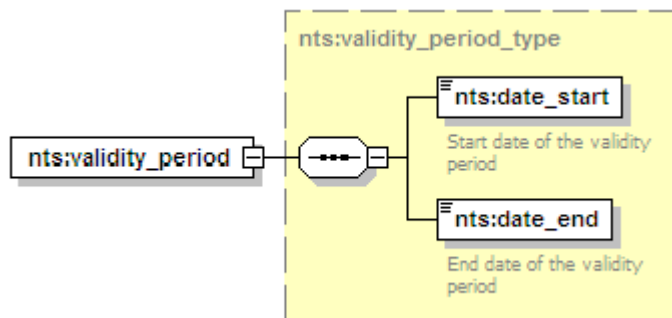 nts:validity_period_type
nts:date_start
Start date of the validity
period
nts:validity_period
nts:date_end
End date of the validity
period